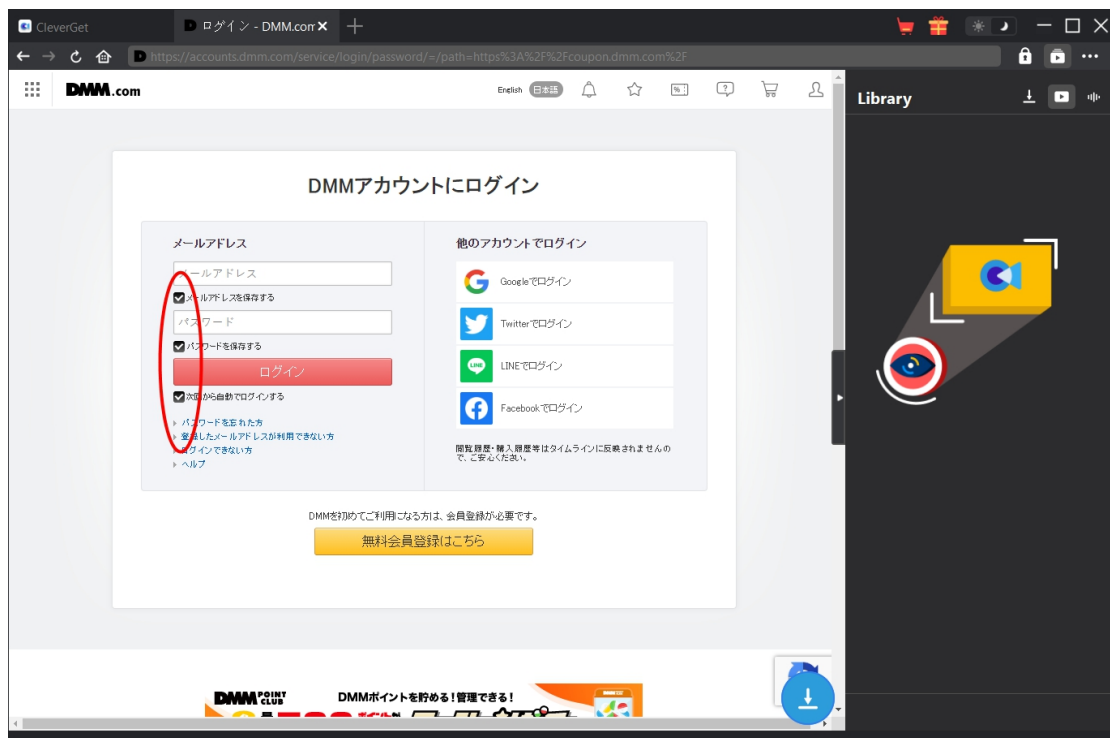 CleverGet
ログイン - DMM.com
https://accounts.dmm.com/service/login/password/=/path=https%3A%2F%2Fcoupon.dmm.com%2F
DMM.com
English 日本語
Library
DMMアカウントにログイン
メールアドレス
メールアドレス
メールアドレスを保存する
パスワード
パスワードを保存する
ログイン
次回から自動でログインする
パスワードを忘れた方
登録したメールアドレスが利用できない方
ログインできない方
ヘルプ
他のアカウントでログイン
Googleでログイン
Twitterでログイン
LINE
LINEでログイン
Facebookでログイン
閲覧履歴・購入履歴等はタイムラインに反映されませんの
で、ご安心ください。
DMMを初めてご利用になる方は、会員登録が必要です。
無料会員登録はこちら
DMM POINT CLUB
DMMポイントを貯める!管理できる!